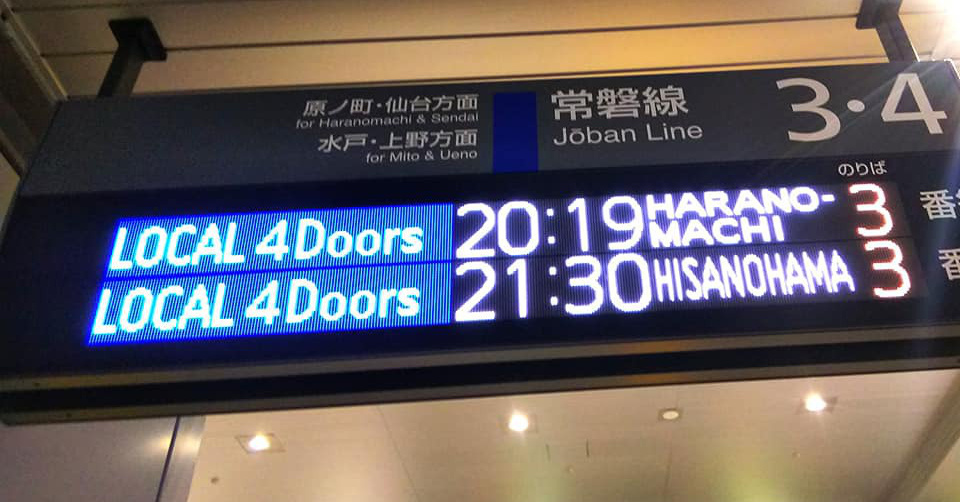 原ノ町・仙台方面
for Haranomachi & Sendai
水戸・上野方面
for Mito & Ueno
常磐線
Jōban Line
3・4
のりば
LOCAL 4Doors 20:19 HARANO-MACHI 3
LOCAL 4Doors 21:30 HISANOHAMA 3
番